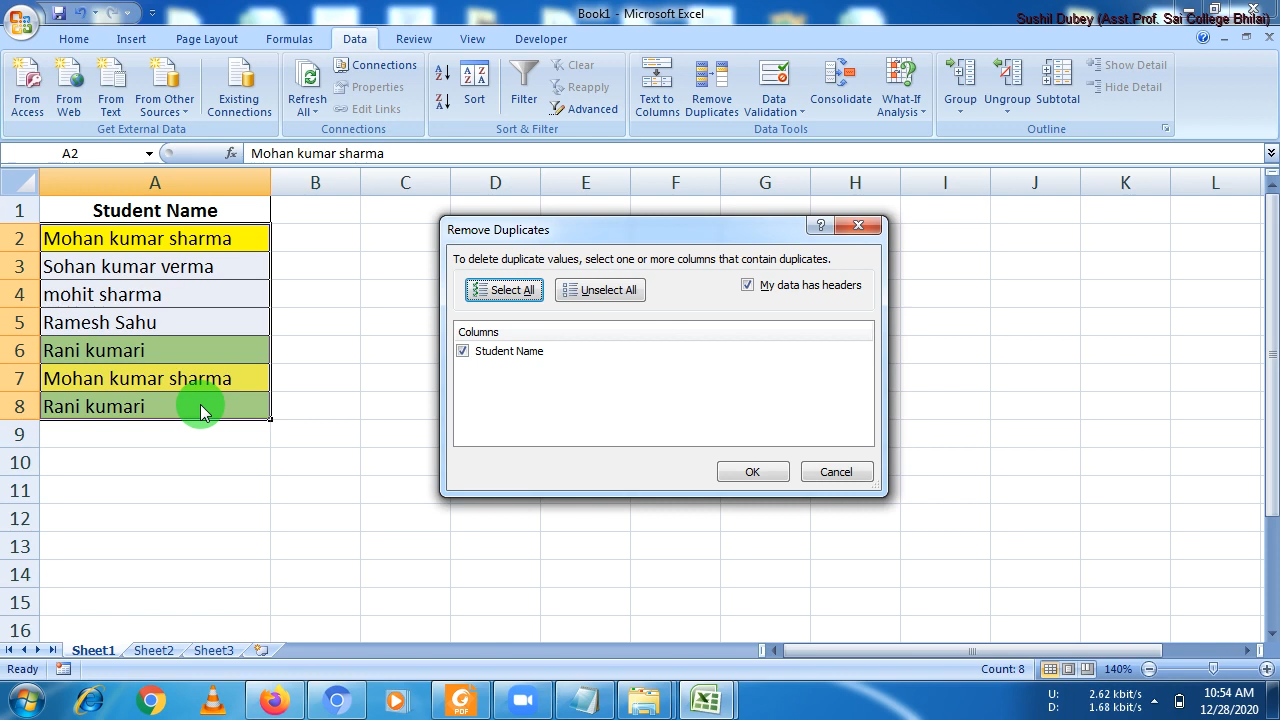 Book1 - Microsoft Excel
Sushil Dubey (Asst.Prof. Sai College Bhilai)
Home Insert Page Layout Formulas Data Review View Developer
From Access
From Web
From Text
From Other Sources
Existing Connections
Get External Data
Refresh All
Connections
Properties
Edit Links
Connections
Sort
Filter
Clear
Reapply
Advanced
Sort & Filter
Text to Columns
Remove Duplicates
Data Validation
Consolidate
What-If Analysis
Data Tools
Group
Ungroup
Subtotal
Show Detail
Hide Detail
Outline
A2 fx Mohan kumar sharma
A B C D E F G H I J K L
1 Student Name
2 Mohan kumar sharma
3 Sohan kumar verma
4 mohit sharma
5 Ramesh Sahu
6 Rani kumari
7 Mohan kumar sharma
8 Rani kumari
9
10
11
12
13
14
15
16
Remove Duplicates
To delete duplicate values, select one or more columns that contain duplicates.
Select All Unselect All My data has headers
Columns
Student Name
OK Cancel
Sheet1 Sheet2 Sheet3
Ready Count: 8 140%
PDF
U: 2.62 kbit/s
D: 1.68 kbit/s
10:54 AM
12/28/2020